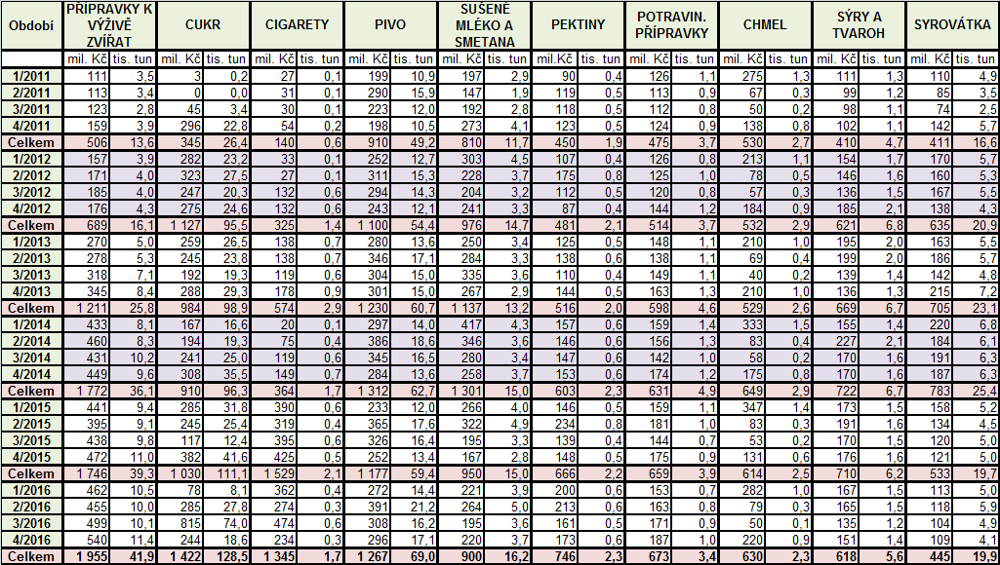 Období PŘÍPRAVKY K VÝŽIVĚ ZVÍŘAT CUKR CIGARETY PIVO SUŠENÉ MLÉKO A SMETANA PEKTINY POTRAVIN. PŘÍPRAVKY CHMEL SÝRY A TVAROH SYROVÁTKA
mil. Kč tis. tun mil. Kč tis. tun mil. Kč tis. tun mil. Kč tis. tun mil. Kč tis. tun mil. Kč tis. tun mil. Kč tis. tun mil. Kč tis. tun mil. Kč tis. tun mil. Kč tis. tun
1/2011 111 3,5 3 0,2 27 0,1 199 10,9 197 2,9 90 0,4 126 1,1 275 1,3 111 1,3 110 4,9
2/2011 113 3,4 0 0,0 31 0,1 290 15,9 147 1,9 119 0,5 113 0,9 67 0,3 99 1,2 85 3,5
3/2011 123 2,8 45 3,4 30 0,1 223 12,0 192 2,8 118 0,5 112 0,8 50 0,2 98 1,1 74 2,5
4/2011 159 3,9 296 22,8 54 0,2 198 10,5 273 4,1 123 0,5 124 0,9 138 0,8 102 1,1 142 5,7
Celkem 506 13,6 345 26,4 140 0,6 910 49,2 810 11,7 450 1,9 475 3,7 530 2,7 410 4,7 411 16,6
1/2012 157 3,9 282 23,2 33 0,1 252 12,7 303 4,5 107 0,4 126 0,8 213 1,1 154 1,7 170 5,7
2/2012 171 4,0 323 27,5 27 0,1 311 15,3 228 3,7 175 0,8 125 1,0 78 0,5 146 1,6 160 5,3
3/2012 185 4,0 247 20,3 132 0,6 294 14,3 204 3,2 112 0,5 120 0,8 57 0,3 136 1,5 167 5,5
4/2012 176 4,3 275 24,6 132 0,6 243 12,1 241 3,3 87 0,4 144 1,2 184 0,9 185 2,1 138 4,3
Celkem 689 16,1 1 127 95,5 325 1,4 1 100 54,4 976 14,7 481 2,1 514 3,7 532 2,9 621 6,8 635 20,9
1/2013 270 5,0 259 26,5 138 0,7 280 13,6 250 3,4 125 0,5 148 1,1 210 1,0 195 2,0 163 5,5
2/2013 278 5,3 245 23,8 138 0,7 346 17,1 284 3,3 138 0,6 138 1,1 69 0,4 199 2,0 186 5,7
3/2013 318 7,1 192 19,3 119 0,6 304 15,0 335 3,6 110 0,4 149 1,1 40 0,2 139 1,4 142 4,8
4/2013 345 8,4 288 29,3 178 0,9 301 15,0 267 2,9 144 0,5 163 1,3 210 1,0 136 1,3 215 7,2
Celkem 1 211 25,8 984 98,9 574 2,9 1 230 60,7 1 137 13,2 516 2,0 598 4,6 529 2,6 669 6,7 705 23,1
1/2014 433 8,1 167 16,6 20 0,1 297 14,0 417 4,3 157 0,6 159 1,4 333 1,5 155 1,4 220 6,8
2/2014 460 8,3 194 19,3 75 0,4 386 18,6 346 3,6 146 0,6 156 1,3 83 0,4 227 2,1 184 6,1
3/2014 431 10,2 241 25,0 119 0,6 345 16,5 280 3,4 147 0,6 142 1,0 58 0,2 170 1,6 191 6,3
4/2014 449 9,6 308 35,5 149 0,7 284 13,6 258 3,7 153 0,6 174 1,2 175 0,8 170 1,6 187 6,3
Celkem 1 772 36,1 910 96,3 364 1,7 1 312 62,7 1 301 15,0 603 2,3 631 4,9 649 2,9 722 6,7 783 25,4
1/2015 441 9,4 285 31,8 390 0,6 233 12,0 266 4,0 146 0,5 159 1,1 347 1,4 173 1,5 158 5,2
2/2015 395 9,1 245 25,4 319 0,4 365 17,6 322 4,9 234 0,8 181 1,0 83 0,3 191 1,6 134 4,5
3/2015 438 9,8 117 12,4 395 0,6 326 16,4 195 3,3 139 0,4 144 0,7 53 0,2 170 1,5 120 5,0
4/2015 472 11,0 382 41,6 425 0,5 252 13,4 167 2,8 148 0,5 175 0,9 131 0,6 176 1,6 121 5,0
Celkem 1 746 39,3 1 030 111,1 1 529 2,1 1 177 59,4 950 15,0 666 2,2 659 3,9 614 2,5 710 6,2 533 19,7
1/2016 462 10,5 78 8,1 362 0,4 272 14,4 221 3,9 200 0,6 153 0,7 282 1,0 167 1,5 113 5,0
2/2016 455 10,0 285 27,8 274 0,3 391 21,2 264 5,0 213 0,6 163 0,8 79 0,3 165 1,5 118 5,9
3/2016 499 10,1 815 74,0 474 0,6 308 16,2 195 3,6 161 0,5 171 0,9 50 0,1 135 1,2 104 4,9
4/2016 540 11,4 244 18,6 234 0,3 296 17,1 220 3,7 173 0,6 187 1,0 220 0,9 151 1,4 109 4,1
Celkem 1 955 41,9 1 422 128,5 1 345 1,7 1 267 69,0 900 16,2 746 2,3 673 3,4 630 2,3 618 5,6 445 19,9